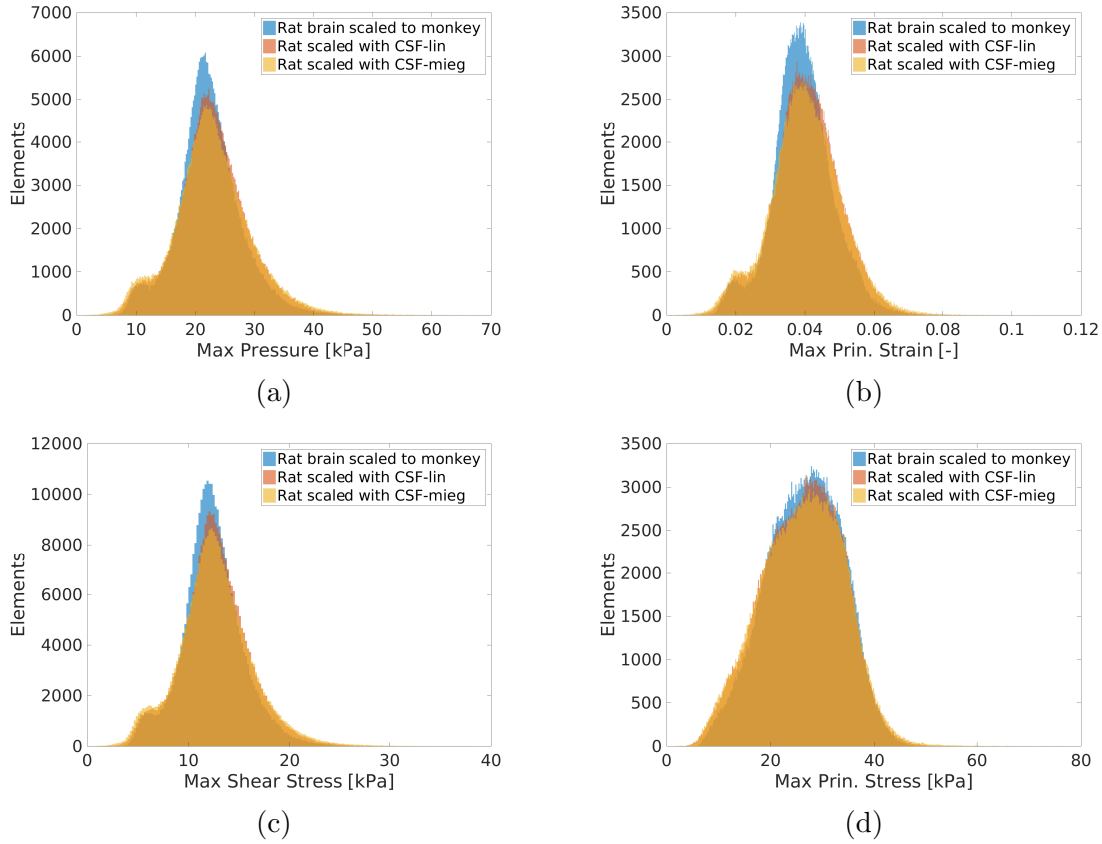 7000
6000
5000
4000
3000
2000
1000
0
Elements
Rat brain scaled to monkey
Rat scaled with CSF-lin
Rat scaled with CSF-mieg
0 10 20 30 40 50 60 70
Max Pressure [kPa]
(a)
3500
3000
2500
2000
1500
1000
500
0
Elements
Rat brain scaled to monkey
Rat scaled with CSF-lin
Rat scaled with CSF-mieg
0 0.02 0.04 0.06 0.08 0.1 0.12
Max Prin. Strain [-]
(b)
12000
10000
8000
6000
4000
2000
0
Elements
Rat brain scaled to monkey
Rat scaled with CSF-lin
Rat scaled with CSF-mieg
0 10 20 30 40
Max Shear Stress [kPa]
(c)
3500
3000
2500
2000
1500
1000
500
0
Elements
Rat brain scaled to monkey
Rat scaled with CSF-lin
Rat scaled with CSF-mieg
0 20 40 60 80
Max Prin. Stress [kPa]
(d)